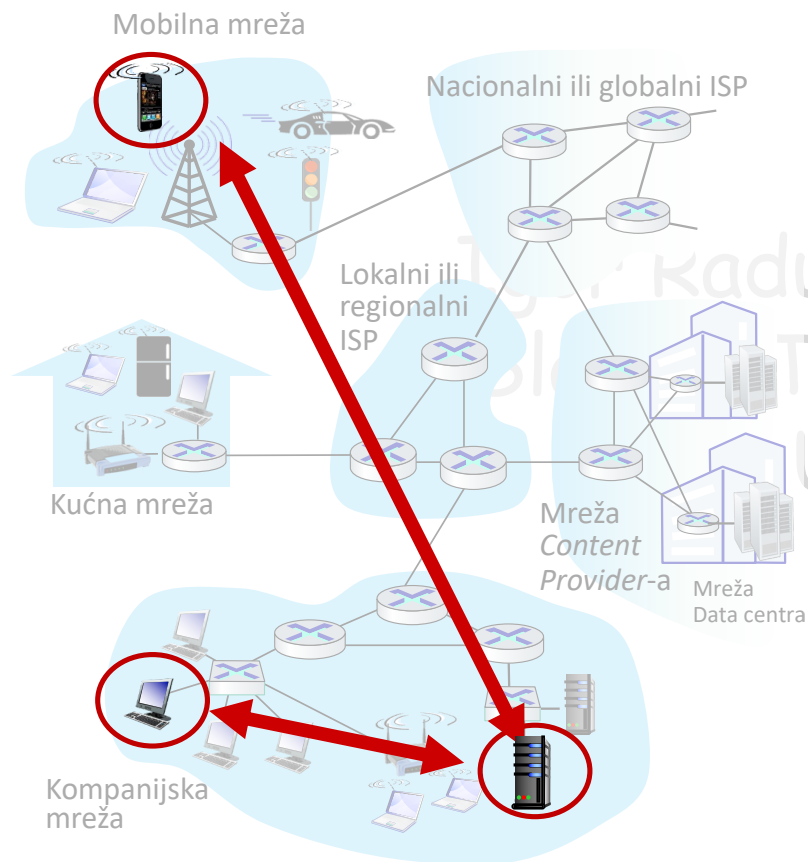 Mobilna mreža
Nacionalni ili globalni ISP
Lokalni ili
regionalni
ISP
Kućna mreža
Mreža
Content
Provider-a
Mreža
Data centra
Kompanijska
mreža